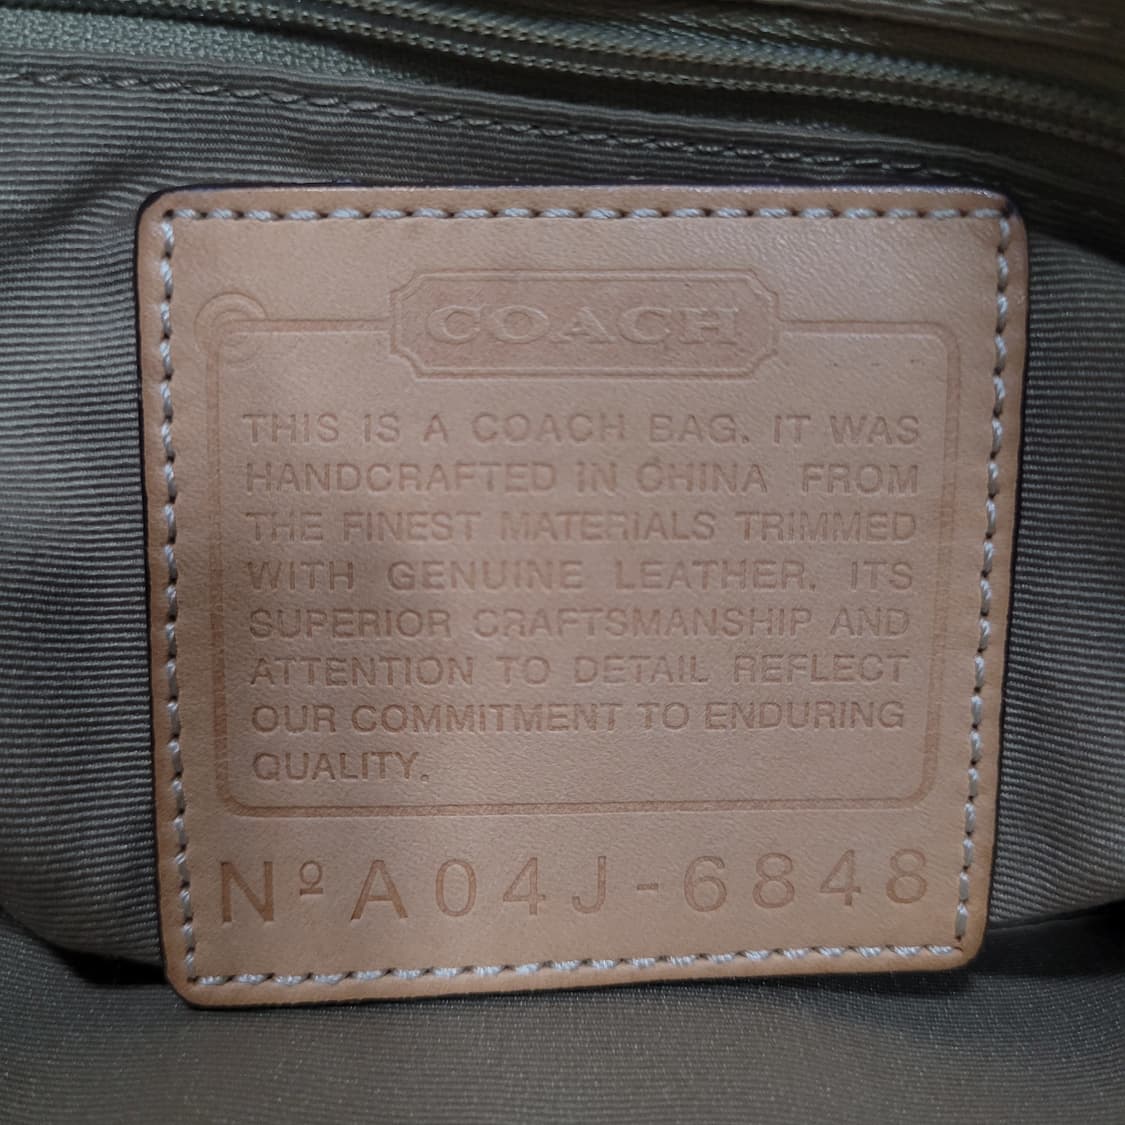 COACH
THIS IS A COACH BAG. IT WAS
HANDCRAFTED IN CHINA FROM
THE FINEST MATERIALS TRIMMED
WITH GENUINE LEATHER. ITS
SUPERIOR CRAFTSMANSHIP AND
ATTENTION TO DETAIL REFLECT
OUR COMMITMENT TO ENDURING
QUALITY.
Nº A04J-6848